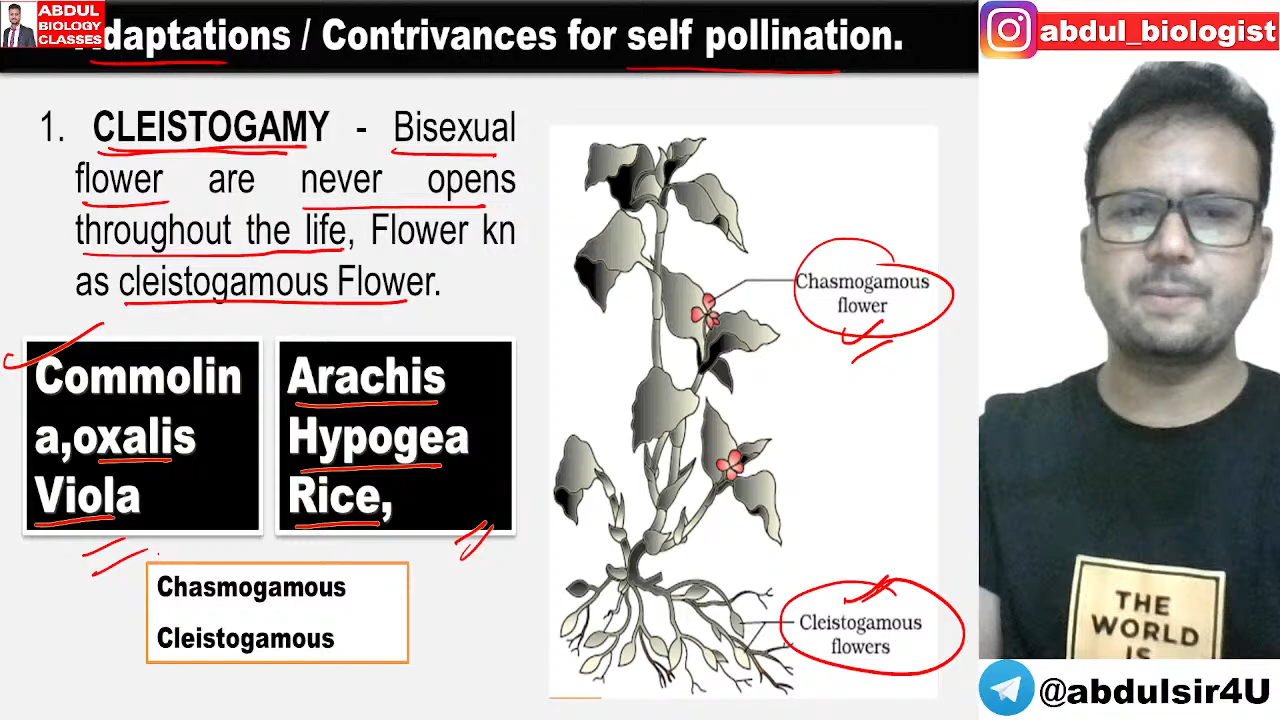 ABDUL
BIOLOGY
CLASSES
daptations / Contrivances for self pollination.
abdul_biologist
1. CLEISTOGAMY - Bisexual
flower are never opens
throughout the life, Flower kn
as cleistogamous Flower.
Commolin
a,oxalis
Viola
Arachis
Hypogea
Rice,
Chasmogamous
Cleistogamous
Chasmogamous
flower
Cleistogamous
flowers
THE
WORLD
IS
@abdulsir4U